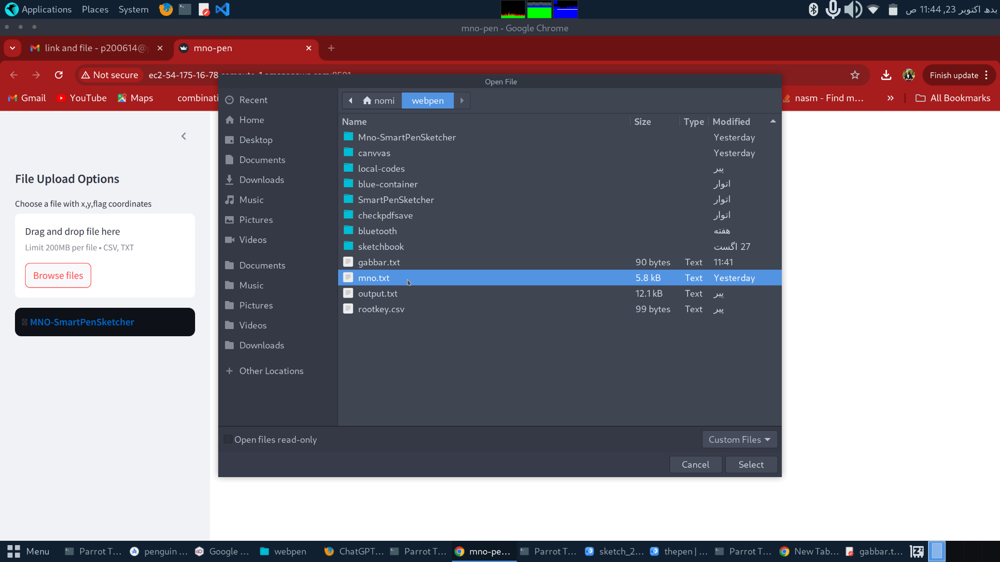 Applications Places System
بدھ اکتوبر 23, 11:44 ص
mno-pen - Google Chrome
link and file - p200614@
mno-pen
Not secure ec2-54-175-16-78
Finish update
Gmail YouTube Maps combinati
nasm - Find m... All Bookmarks
Open File
Recent
Home
Desktop
Documents
Downloads
Music
Pictures
Videos
Documents
Music
Pictures
Videos
Downloads
Other Locations
nomi webpen
Name Size Type Modified
Mno-SmartPenSketcher Yesterday
canvvas Yesterday
local-codes پیر
blue-container اتوار
SmartPenSketcher اتوار
checkpdfsave اتوار
bluetooth هفته
sketchbook 27 اگست
gabbar.txt 90 bytes Text 11:41
mno.txt 5.8 kB Text Yesterday
output.txt 12.1 kB Text پیر
rootkey.csv 99 bytes Text پیر
Open files read-only
Custom Files
Cancel Select
File Upload Options
Choose a file with x,y,flag coordinates
Drag and drop file here
Limit 200MB per file • CSV, TXT
Browse files
MNO-SmartPenSketcher
Menu Parrot T... penguin ... Google ... webpen ChatGPT... Parrot T... mno-pe... Parrot T... sketch_2... thepen | ... Parrot T... New Tab... gabbar.t...